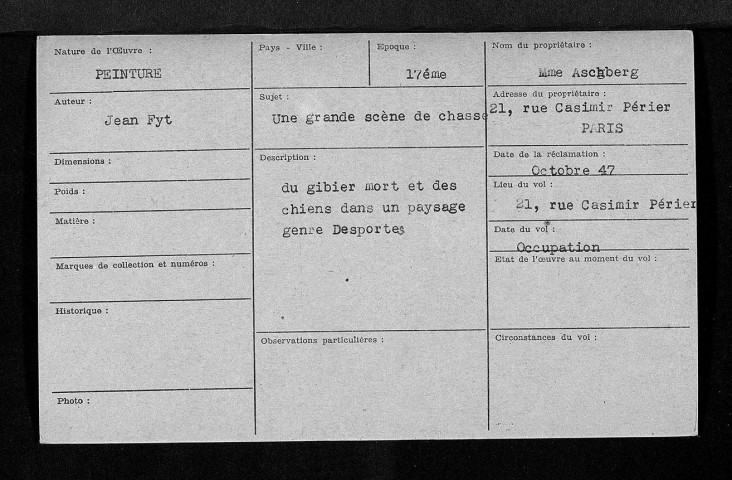 Nature de l'Œuvre :
PEINTURE
Auteur :
Jean Fyt
Dimensions :
Poids :
Matière :
Marques de collection et numéros :
Historique :
Photo :
Pays - Ville :
Epoque :
17éme
Sujet :
Une grande scène de chasse
Description :
du gibier mort et des
chiens dans un paysage
genre Desportes
Observations particulières :
Nom du propriétaire :
Mme Aschberg
Adresse du propriétaire :
21, rue Casimir Périer
PARIS
Date de la réclamation :
Octobre 47
Lieu du vol :
21, rue Casimir Périer
Date du vol :
Occupation
Etat de l'œuvre au moment du vol :
Circonstances du vol :